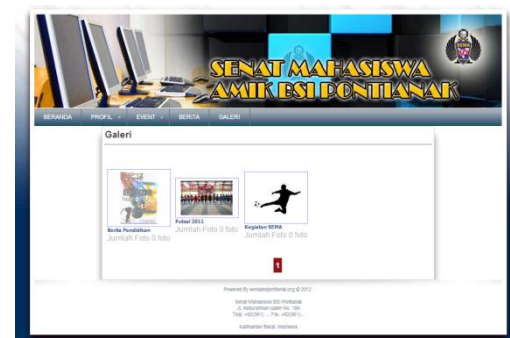 SENAT MAHASISWA
AMIK BSI PONTIANAK
BERANDA PROFIL EVENT BERITA GALERI
Galeri
Berita Pendidikan
Jumlah Foto 0 foto
Futsal 2011
Jumlah Foto 0 foto
Kegiatan SEMA
Jumlah Foto 0 foto
1
Senat Mahasiswa BSI Pontianak
Kalimantan Barat, Indonesia